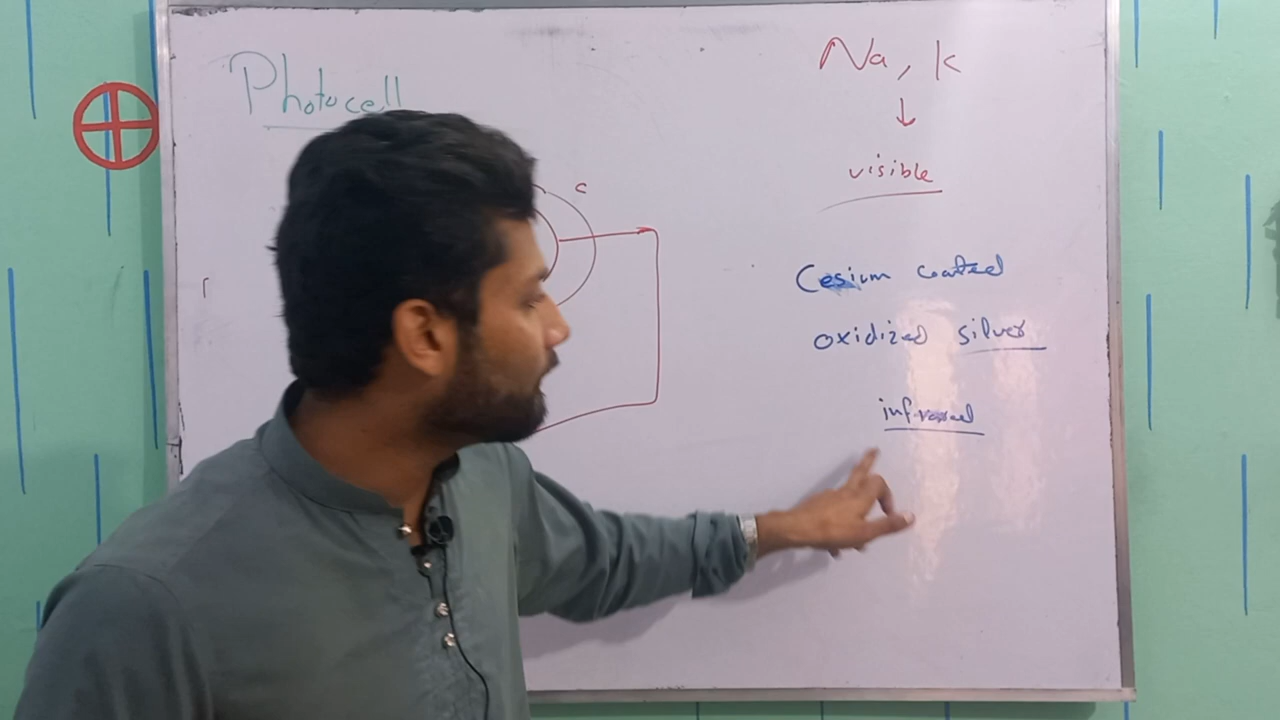 Photocell
Na, K
visible
c
Cesium coated
oxidized silver
infrared